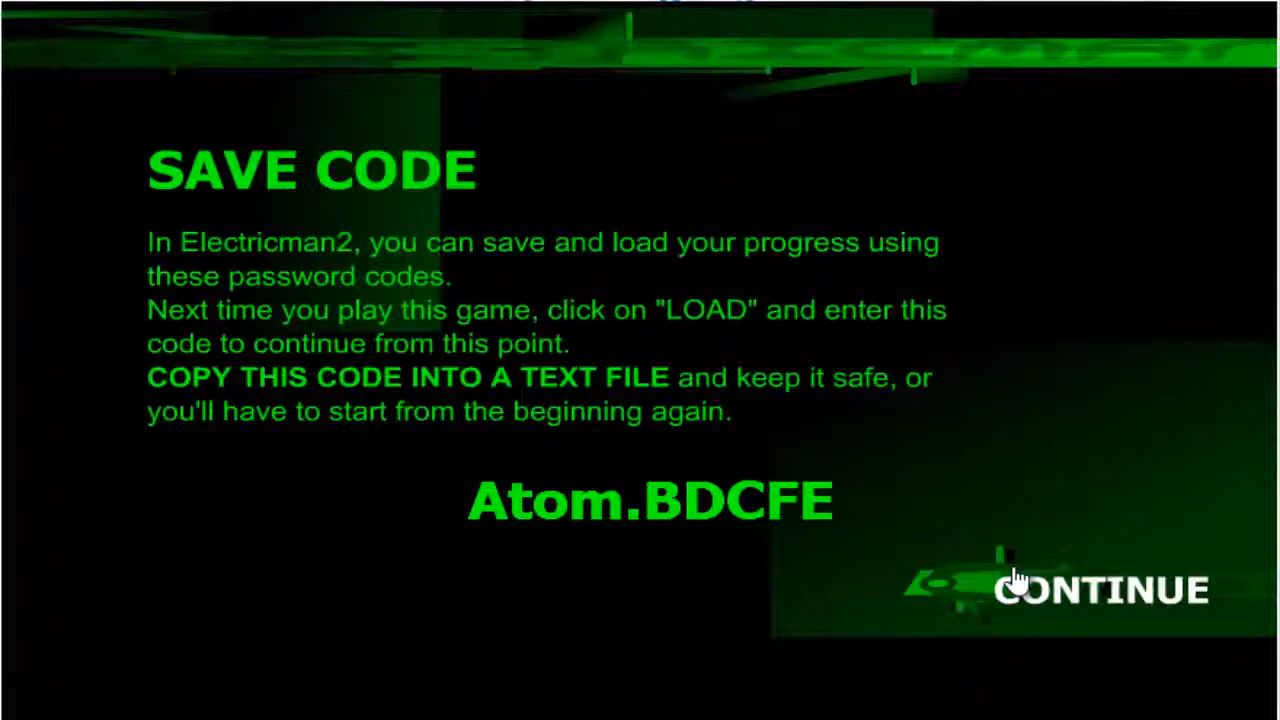 SAVE CODE
In Electricman2, you can save and load your progress using
these password codes.
Next time you play this game, click on "LOAD" and enter this
code to continue from this point.
COPY THIS CODE INTO A TEXT FILE and keep it safe, or
you'll have to start from the beginning again.
Atom.BDCFE
CONTINUE